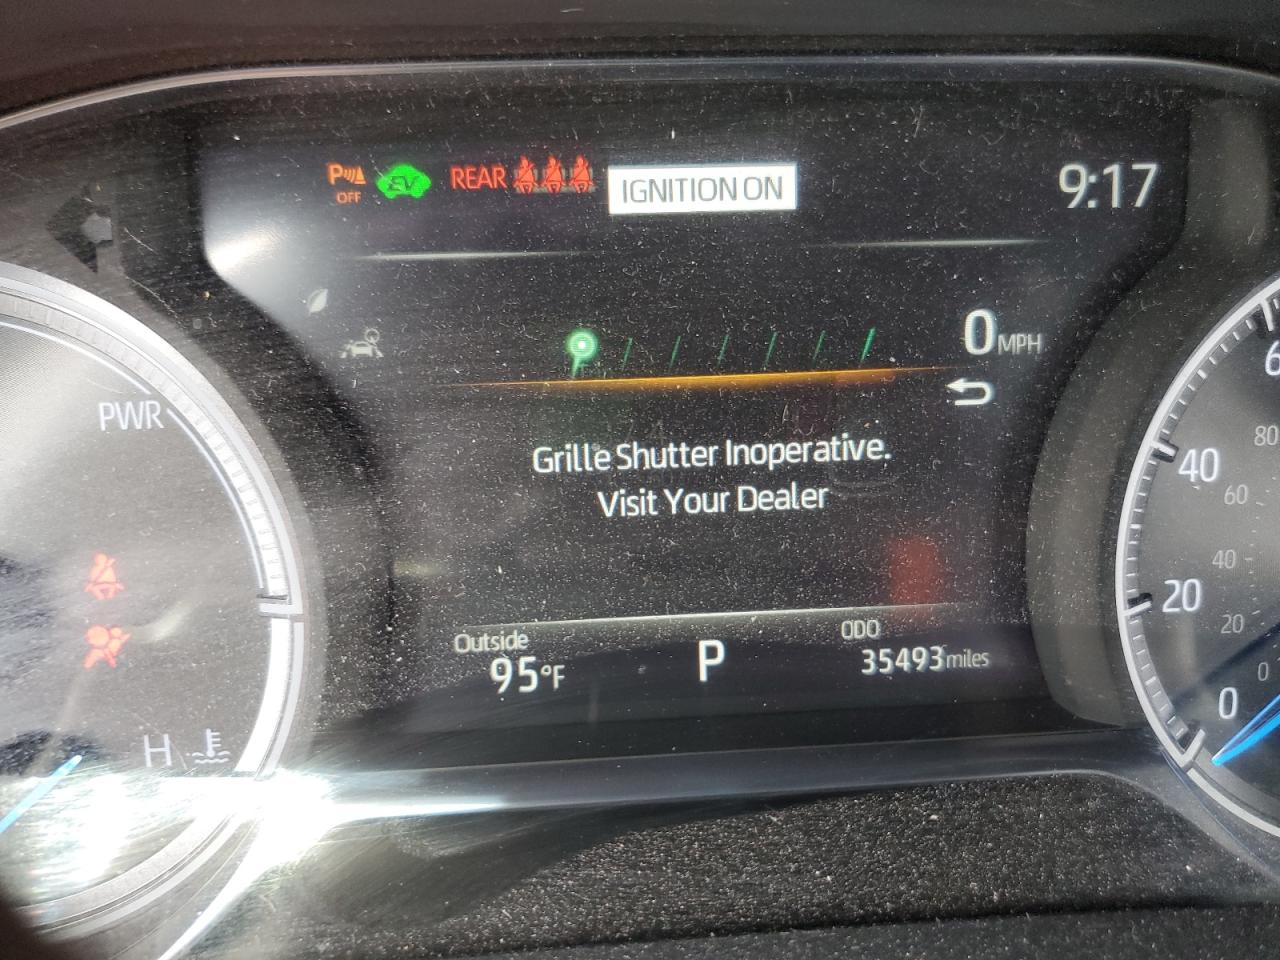 P OFF EV REAR IGNITION ON 9:17
0 MPH
PWR
Grille Shutter Inoperative.
Visit Your Dealer
Outside
95°F
P
ODO
35493 miles
H
6
80
40
60
40
20
20
0
0